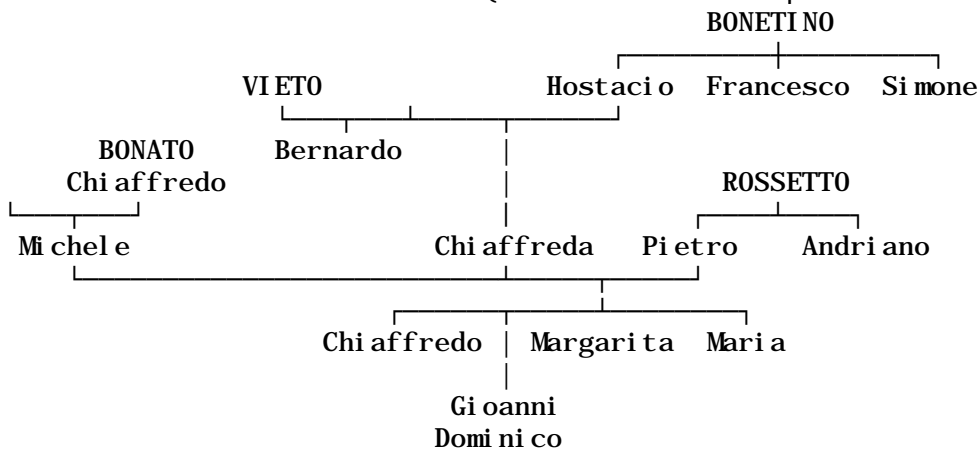 BONETINO
VIETO Hostacio Francesco Simone
BONATO Bernardo
Chiaffredo ROSSETTO
Michele Chiaffreda Pietro Andriano
Chiaffredo Margarita Maria
Gioanni
Dominico